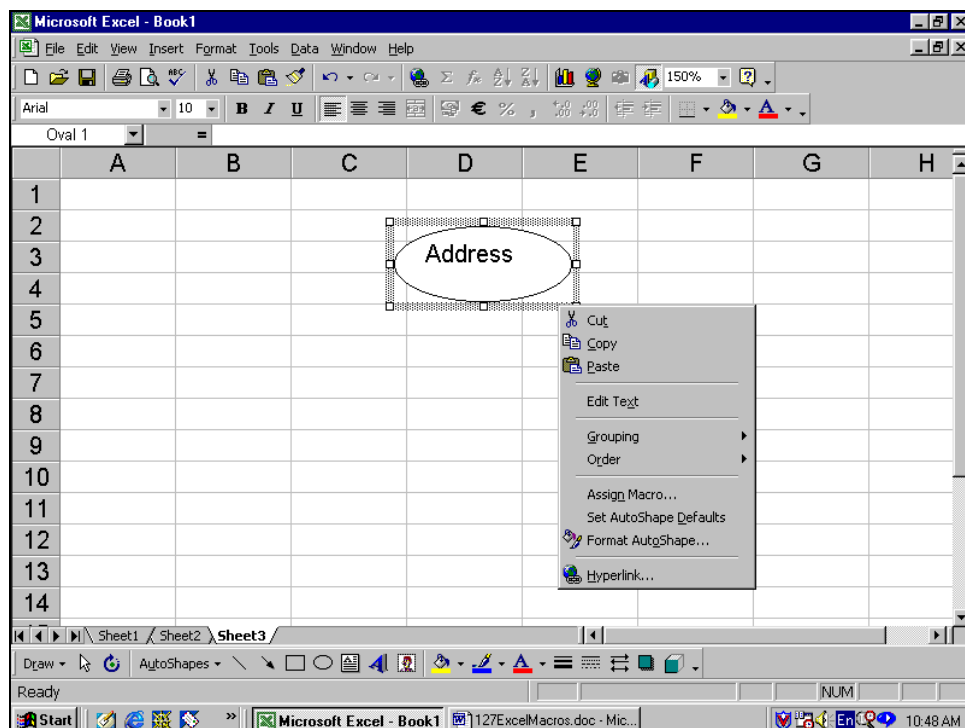 Microsoft Excel - Book1
File Edit View Insert Format Tools Data Window Help
150%
Arial 10 B I U € % ,
Oval 1 =
A B C D E F G H
1
2
3
4
5
6
7
8
9
10
11
12
13
14
Address
Cut
Copy
Paste
Edit Text
Grouping
Order
Assign Macro...
Set AutoShape Defaults
Format AutoShape...
Hyperlink...
Sheet1 Sheet2 Sheet3
Draw AutoShapes
Ready NUM
Start » Microsoft Excel - Book1 127ExcelMacros.doc - Mic... En 10:48 AM